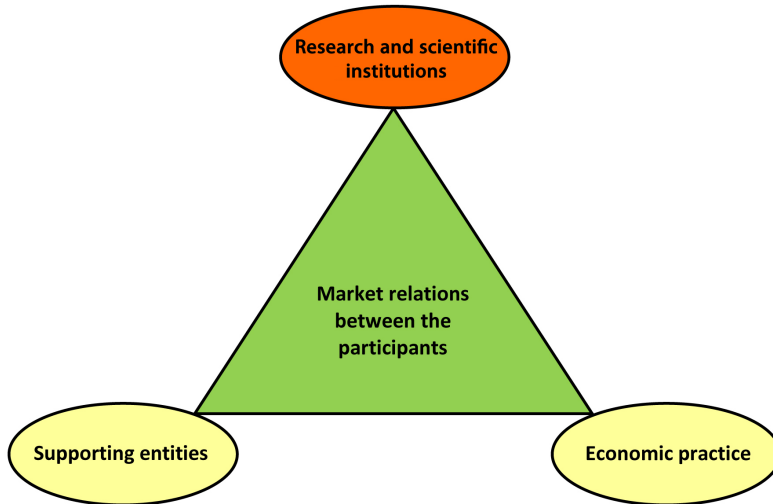 Research and scientific
institutions
Market relations
between the
participants
Supporting entities
Economic practice